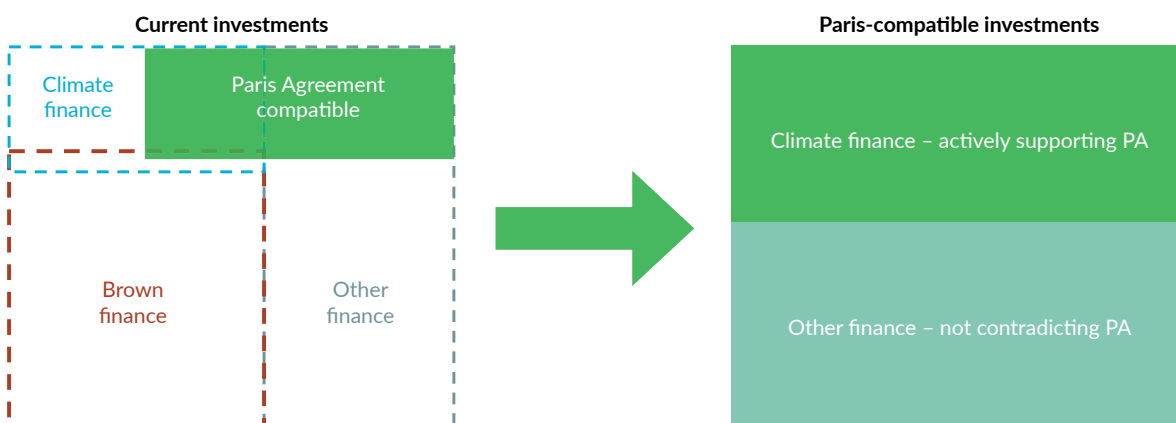 Current investments
Paris-compatible investments
Climate
finance
Paris Agreement
compatible
Climate finance – actively supporting PA
Brown
finance
Other
finance
Other finance – not contradicting PA